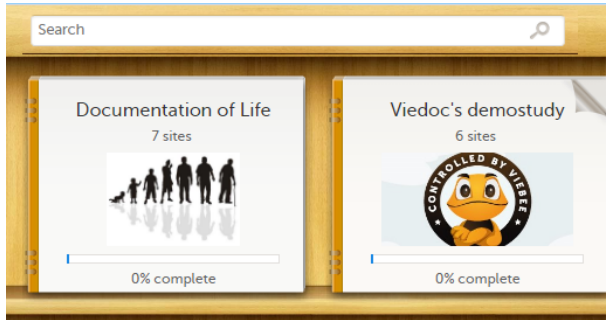 Search
Documentation of Life
7 sites
0% complete
Viedoc's demostudy
6 sites
CONTROLLED BY VIEBEE
0% complete